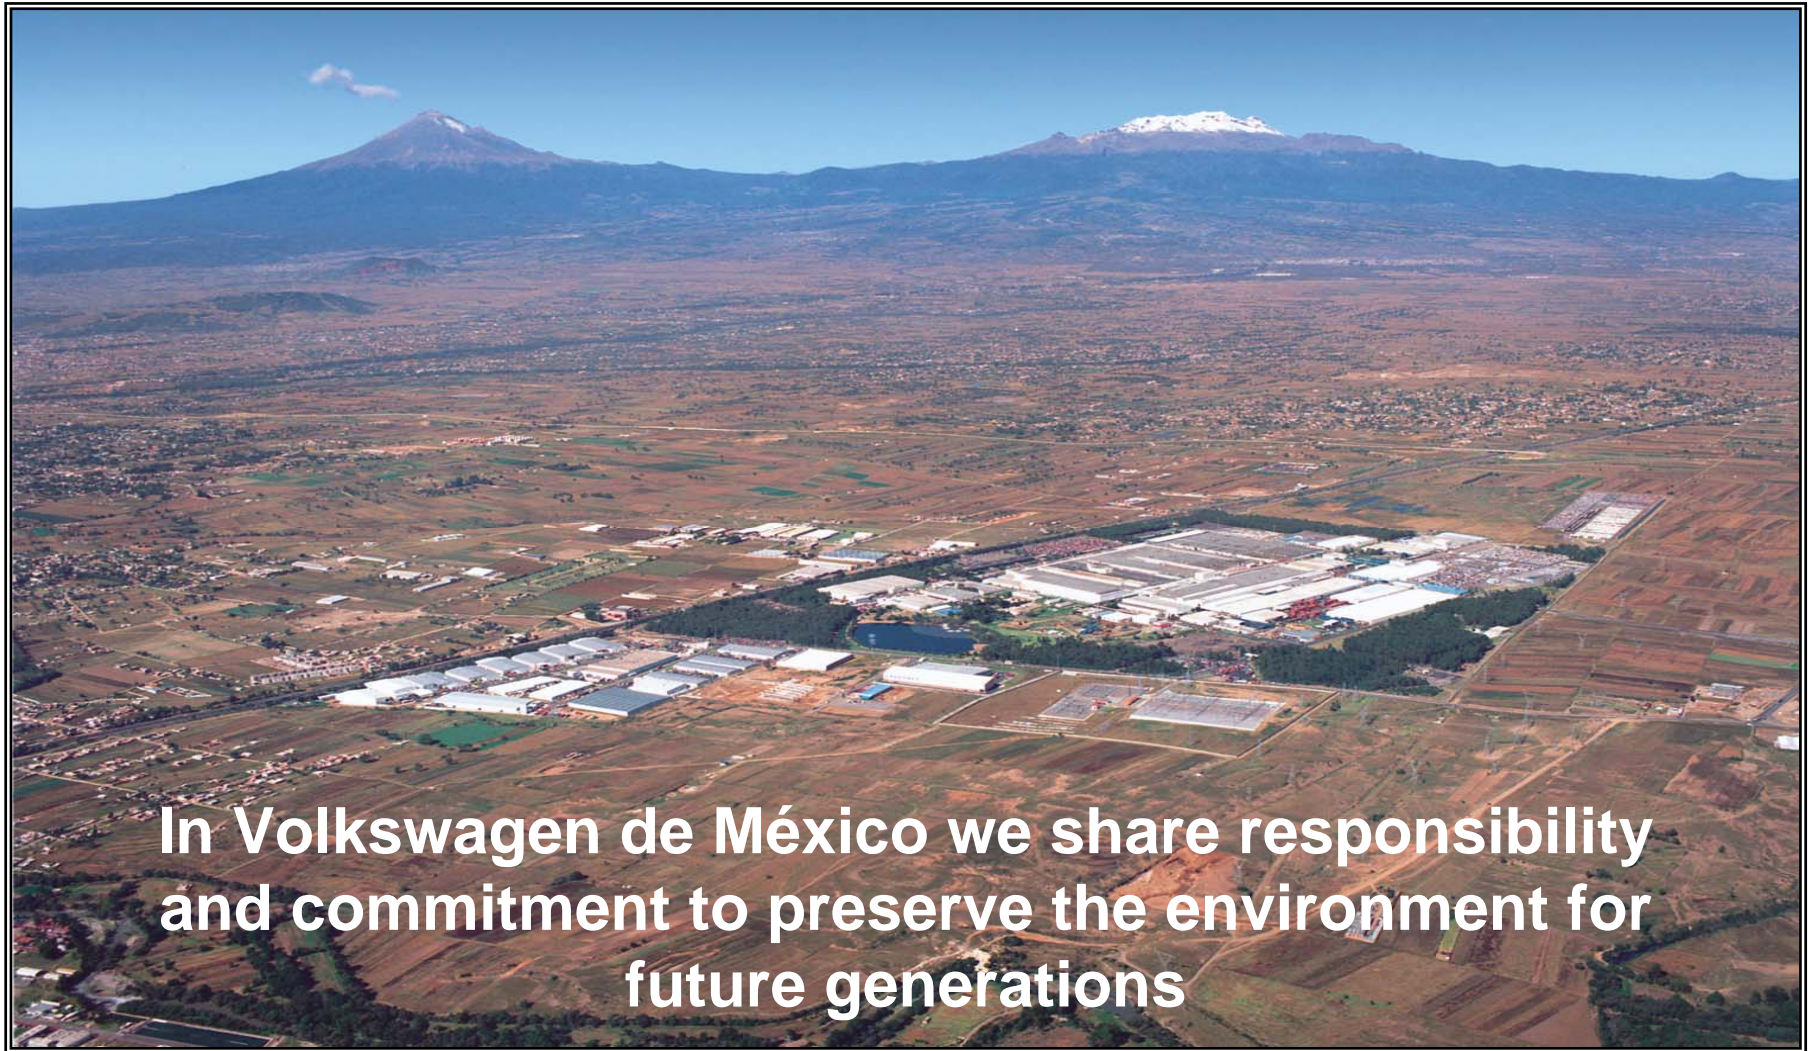 In Volkswagen de México we share responsibility
and commitment to preserve the environment for
future generations